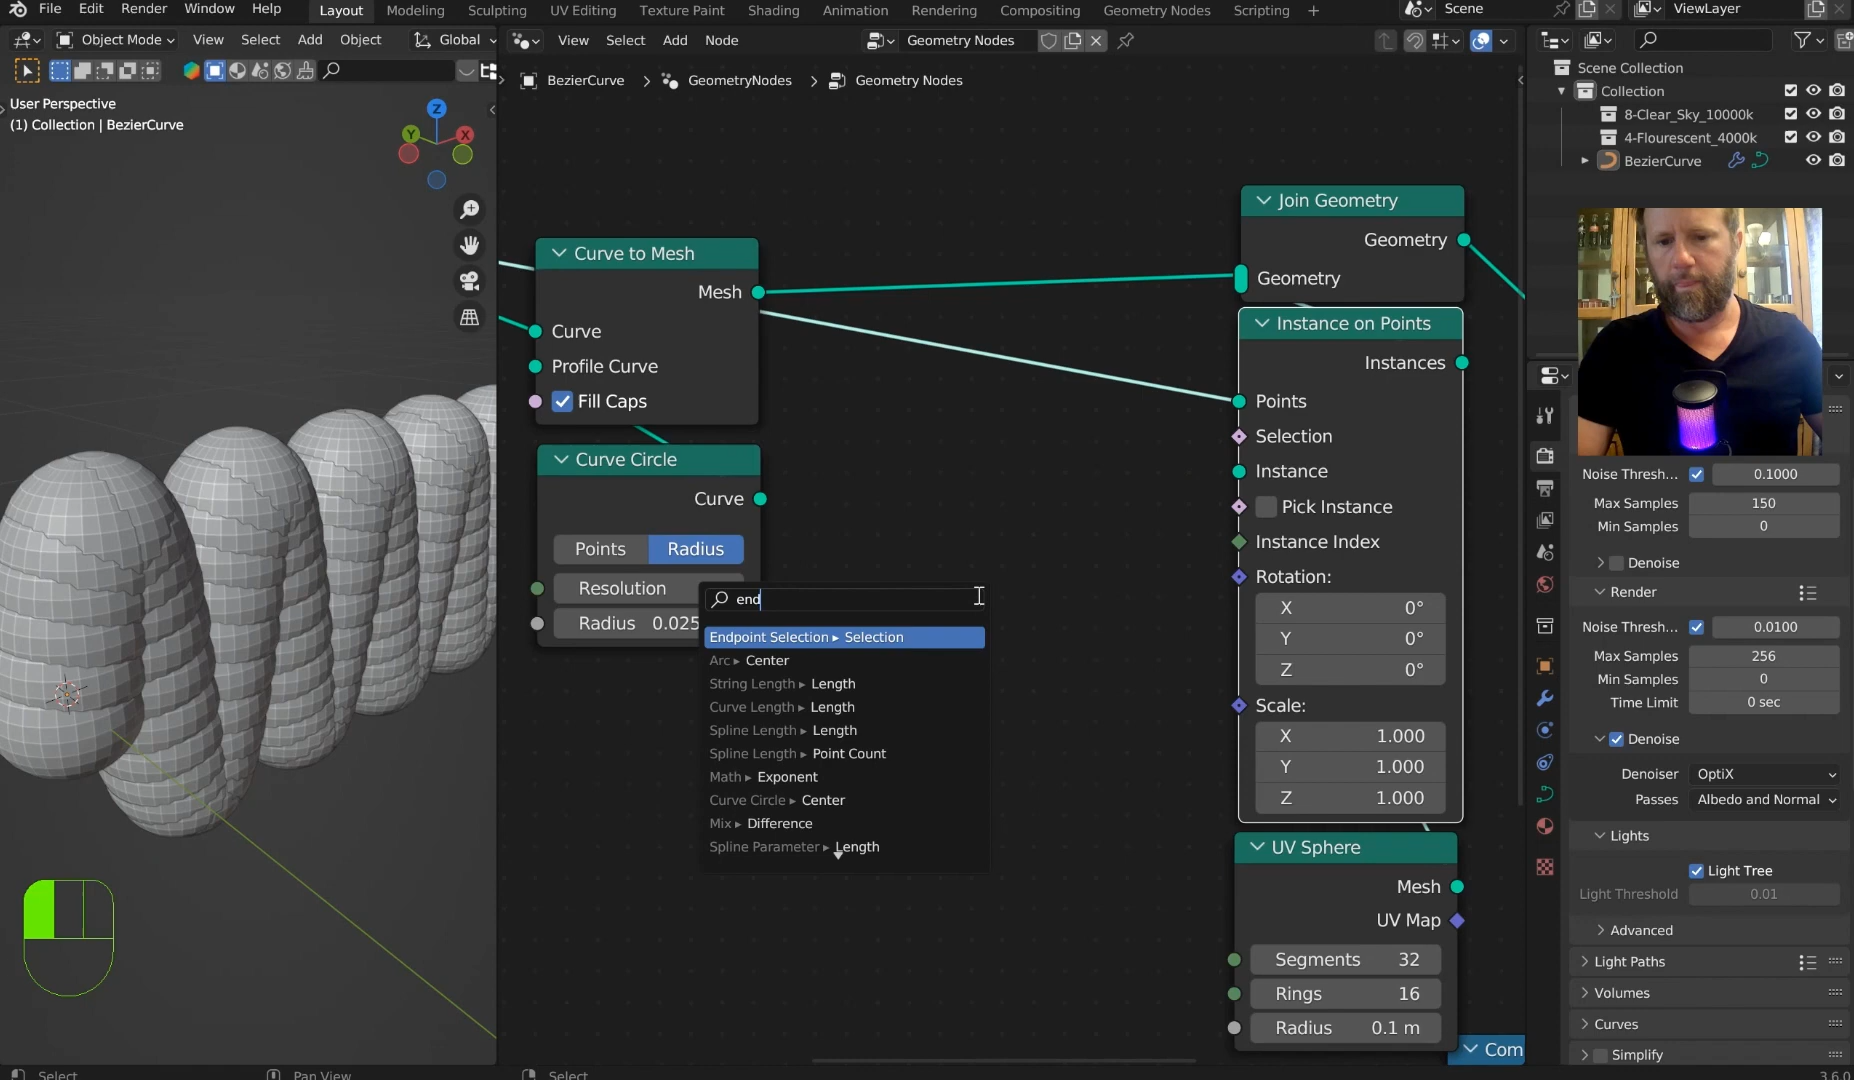 File Edit Render Window Help Layout Modeling Sculpting UV Editing Texture Paint Shading Animation Rendering Compositing Geometry Nodes Scripting + Scene ViewLayer
Object Mode View Select Add Object Global View Select Add Node Geometry Nodes
BezierCurve > GeometryNodes > Geometry Nodes
User Perspective
(1) Collection | BezierCurve
Z
Y
X
Scene Collection
Collection
8-Clear_Sky_10000k
4-Flourescent_4000k
BezierCurve
Curve to Mesh
Mesh
Curve
Profile Curve
Fill Caps
Curve Circle
Curve
Points Radius
Resolution
Radius 0.025
end
Endpoint Selection ▸ Selection
Arc ▸ Center
String Length ▸ Length
Curve Length ▸ Length
Spline Length ▸ Length
Spline Length ▸ Point Count
Math ▸ Exponent
Curve Circle ▸ Center
Mix ▸ Difference
Spline Parameter ▸ Length
Join Geometry
Geometry
Geometry
Instance on Points
Instances
Points
Selection
Instance
Pick Instance
Instance Index
Rotation:
X 0°
Y 0°
Z 0°
Scale:
X 1.000
Y 1.000
Z 1.000
UV Sphere
Mesh
UV Map
Segments 32
Rings 16
Radius 0.1 m
Com
Noise Thresh... 0.1000
Max Samples 150
Min Samples 0
Denoise
Render
Noise Thresh... 0.0100
Max Samples 256
Min Samples 0
Time Limit 0 sec
Denoise
Denoiser OptiX
Passes Albedo and Normal
Lights
Light Tree
Light Threshold 0.01
Advanced
Light Paths
Volumes
Curves
Simplify
Select Pan View Select 3.6.0